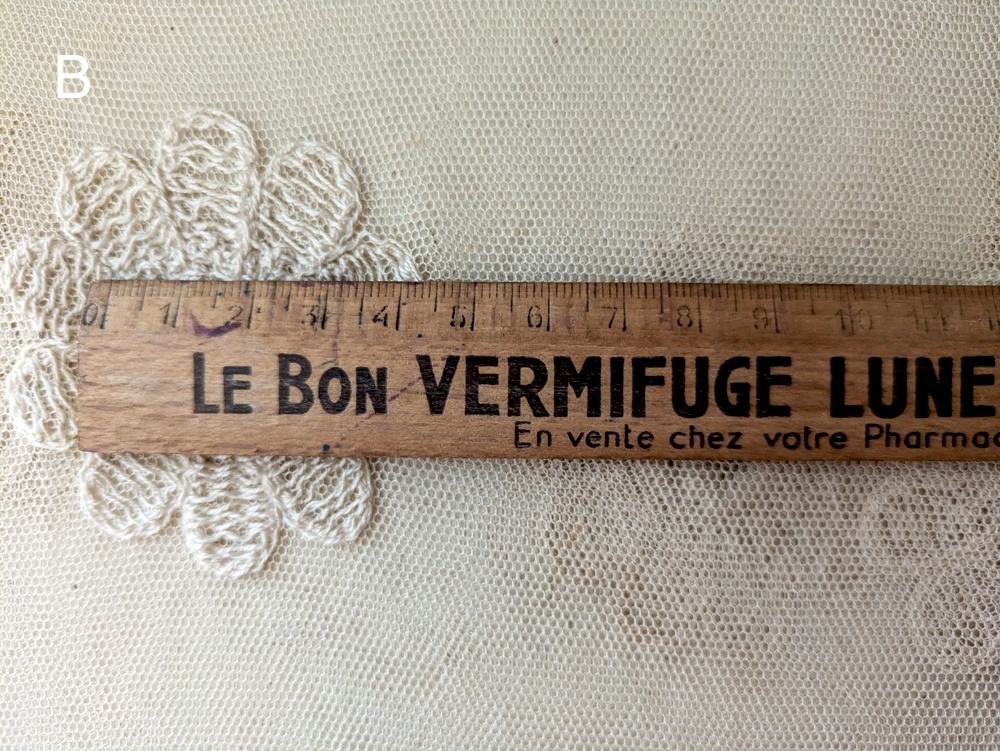 B
0 1 2 3 4 5 6 7 8 9 10 11
LE BON VERMIFUGE LUNE
En vente chez votre Pharmac